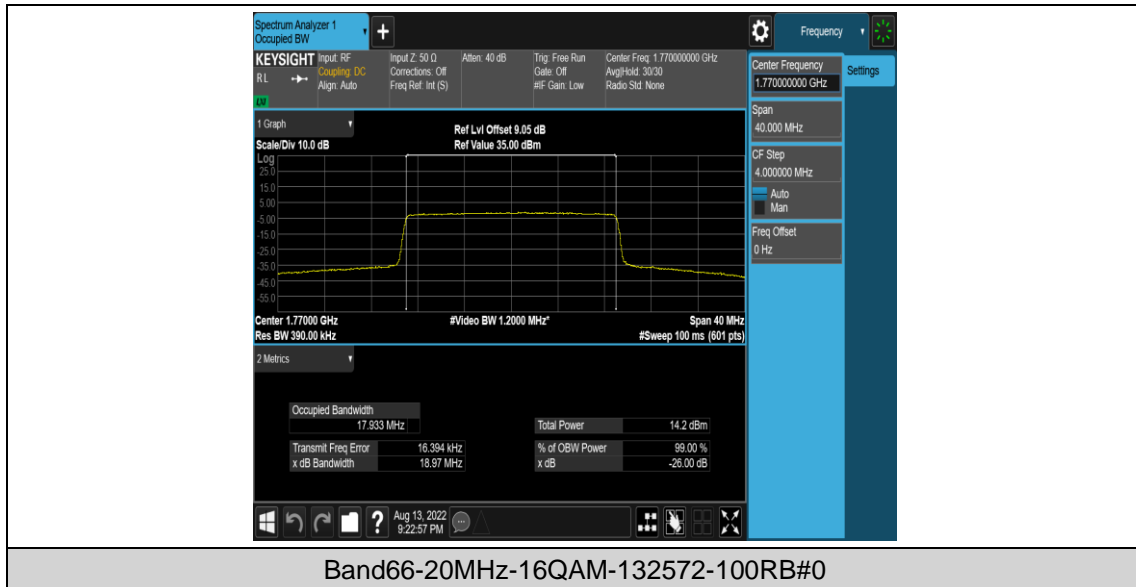 Spectrum Analyzer 1
Occupied BW
+
Frequency
KEYSIGHT
RL
LXI
Input: RF
Coupling: DC
Align: Auto
Input Z: 50 Ω
Corrections: Off
Freq Ref: Int (S)
Atten: 40 dB
Trig: Free Run
Gate: Off
#IF Gain: Low
Center Freq: 1.770000000 GHz
Avg|Hold: 30/30
Radio Std: None
Center Frequency
1.770000000 GHz
Settings
Span
40.000 MHz
CF Step
4.000000 MHz
Auto
Man
Freq Offset
0 Hz
1 Graph
Scale/Div 10.0 dB
Ref Lvl Offset 9.05 dB
Ref Value 35.00 dBm
Log
25.0
15.0
5.00
-5.00
-15.0
-25.0
-35.0
-45.0
-55.0
Center 1.77000 GHz
#Video BW 1.2000 MHz*
Span 40 MHz
Res BW 390.00 kHz
#Sweep 100 ms (601 pts)
2 Metrics
Occupied Bandwidth
17.933 MHz
Total Power 14.2 dBm
Transmit Freq Error 16.394 kHz
% of OBW Power 99.00 %
x dB Bandwidth 18.97 MHz
x dB -26.00 dB
?
Aug 13, 2022
9:22:57 PM
Band66-20MHz-16QAM-132572-100RB#0